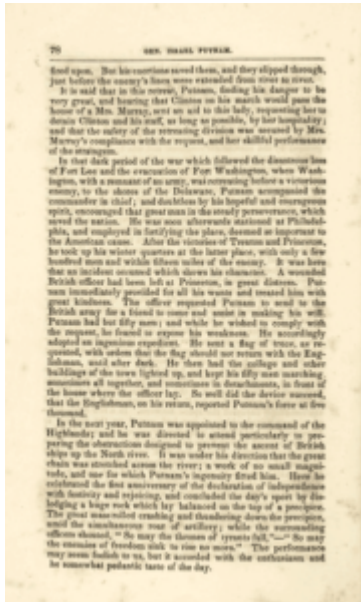 78 GEN. ISRAEL PUTNAM.
fired upon. But his exertions saved them, and they slipped through,
just before the enemy's lines were extended from river to river.
It is said that in this retreat, Putnam, finding his danger to be
very great, and hearing that Clinton on his march would pass the
house of a Mrs. Murray, sent an aid to this lady, requesting her to
detain Clinton and his staff, as long as possible, by her hospitality;
and that the safety of the retreating division was secured by Mrs.
Murray's compliance with the request, and her skillful performance
of the stratagem.
In that dark period of the war which followed the disastrous loss
of Fort Lee and the evacuation of Fort Washington, when Wash-
ington, with a remnant of an army, was retreating before a victorious
enemy, to the shores of the Delaware, Putnam accompanied the
commander in chief; and doubtless by his hopeful and courageous
spirit, encouraged that great man in the steady perseverance, which
saved the nation. He was soon afterwards stationed at Philadel-
phia, and employed in fortifying the place, deemed so important to
the American cause. After the victories of Trenton and Princeton,
he took up his winter quarters at the latter place, with only a few
hundred men and within fifteen miles of the enemy. It was here
that an incident occurred which shows his character. A wounded
British officer had been left at Princeton, in great distress. Put-
nam immediately provided for all his wants and treated him with
great kindness. The officer requested Putnam to send to the
British army for a friend to come and assist in making his will.
Putnam had but fifty men; and while he wished to comply with
the request, he feared to expose his weakness. He accordingly
adopted an ingenious expedient. He sent a flag of truce, as re-
quested, with orders that the flag should not return with the Eng-
lishman, until after dark. He then had the college and other
buildings of the town lighted up, and kept his fifty men marching,
sometimes all together, and sometimes in detachments, in front of
the house where the officer lay. So well did the device succeed,
that the Englishman, on his return, reported Putnam's force at five
thousand.
In the next year, Putnam was appointed to the command of the
Highlands; and he was directed to attend particularly to pre-
paring the obstructions designed to prevent the ascent of British
ships up the North river. It was under his direction that the great
chain was stretched across the river; a work of no small magni-
tude, and one for which Putnam's ingenuity fitted him. Here he
celebrated the first anniversary of the declaration of independence
with festivity and rejoicing, and concluded the day's sport by dis-
lodging a huge rock which lay balanced on the top of a precipice.
The great mass rolled crashing and thundering down the precipice,
amid the simultaneous roar of artillery; while the surrounding
officers shouted, "So may the thrones of tyrants fall,"—"So may
the enemies of freedom sink to rise no more." The performance
may seem foolish to us, but it accorded with the enthusiasm and
he somewhat pedantic taste of the day.